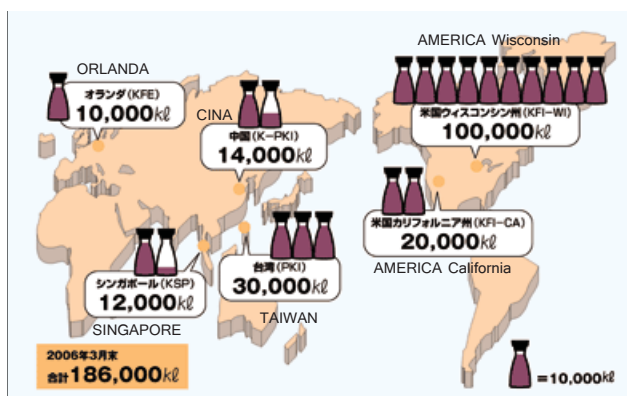 AMERICA Wisconsin
米国ウィスコンシン州(KFI-WI)
100,000kℓ
ORLANDA
オランダ(KFE)
10,000kℓ
CINA
中国(K-PKI)
14,000kℓ
米国カリフォルニア州(KFI-CA)
20,000kℓ
AMERICA California
シンガポール(KSP)
12,000kℓ
SINGAPORE
台湾(PKI)
30,000kℓ
TAIWAN
2006年3月末
合計186,000kℓ
=10,000kℓ